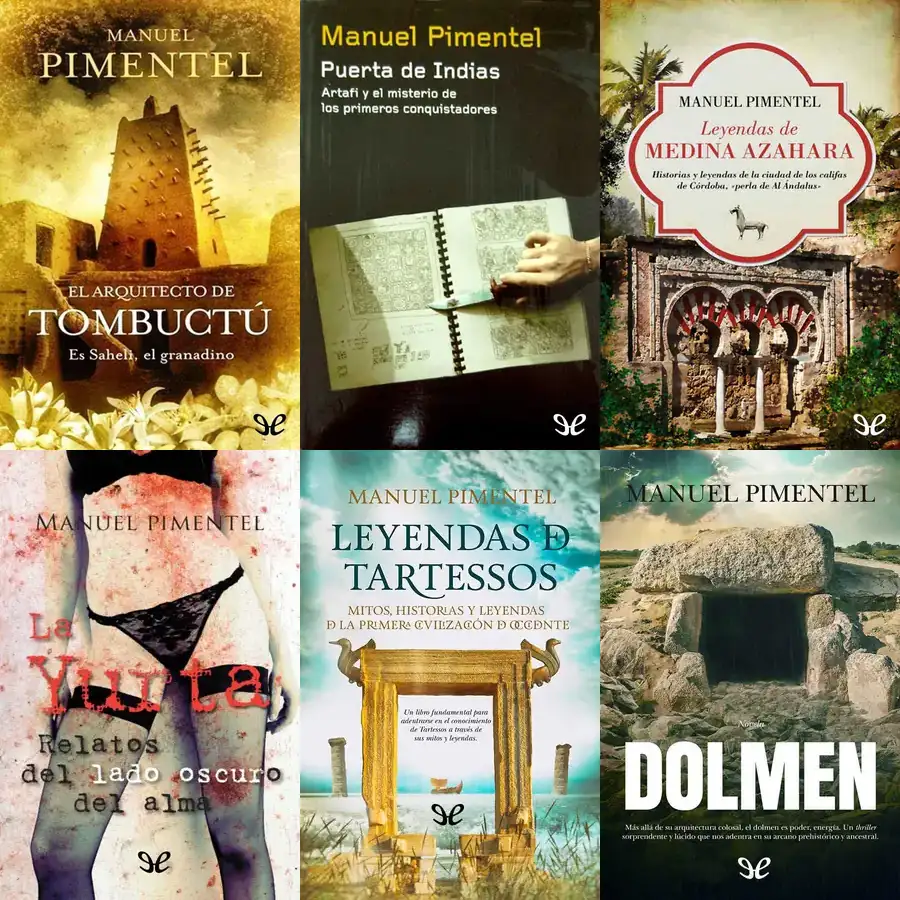 MANUEL
PIMENTEL
EL ARQUITECTO DE
TOMBUCTÚ
Es Saheli, el granadino
Manuel Pimentel
Puerta de Indias
Artafi y el misterio de
los primeros conquistadores
MANUEL PIMENTEL
Leyendas de
MEDINA AZAHARA
Historias y leyendas de la ciudad de los califas
de Córdoba, «perla de Al Ándalus»
MANUEL PIMENTEL
La
Yurta
Relatos
del lado oscuro
del alma
MANUEL PIMENTEL
LEYENDAS D
TARTESSOS
MITOS, HISTORIAS Y LEYENDAS
D LA PRIMERA CVILIZACÓN D OCCDNTE
Un libro fundamental para
adentrarse en el conocimiento
de Tartessos a través de
sus mitos y leyendas.
MANUEL PIMENTEL
Novela
DOLMEN
Más allá de su arquitectura colosal, el dolmen es poder, energía. Un thriller
sorprendente y lúcido que nos adentra en su arcano prehistórico y ancestral.